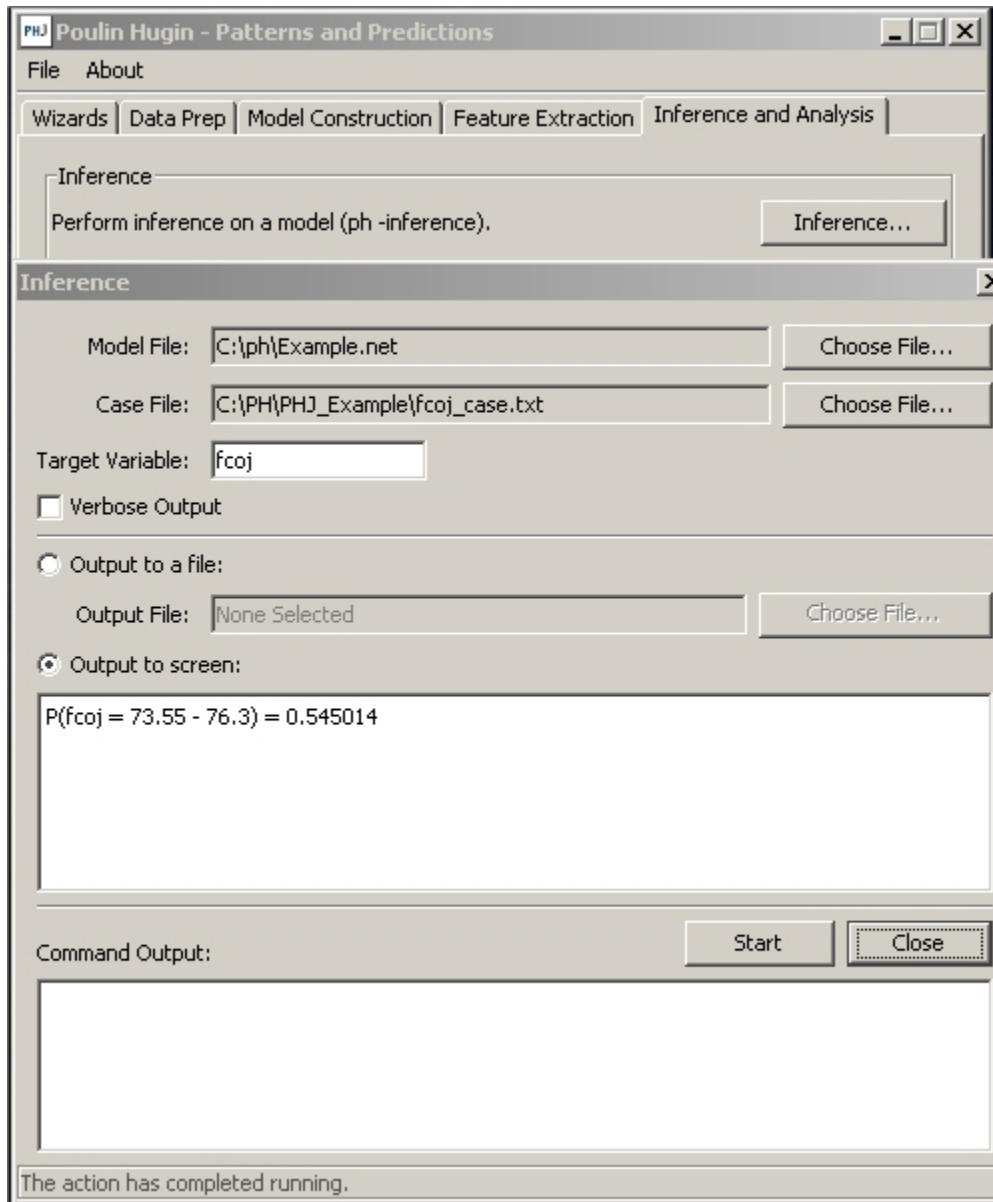 PHJ Poulin Hugin - Patterns and Predictions
File About
Wizards Data Prep Model Construction Feature Extraction Inference and Analysis
Inference
Perform inference on a model (ph -inference). Inference...
Inference
Model File: C:\ph\Example.net Choose File...
Case File: C:\PH\PHJ_Example\fcoj_case.txt Choose File...
Target Variable: fcoj
Verbose Output
Output to a file:
Output File: None Selected Choose File...
Output to screen:
P(fcoj = 73.55 - 76.3) = 0.545014
Command Output: Start Close
The action has completed running.